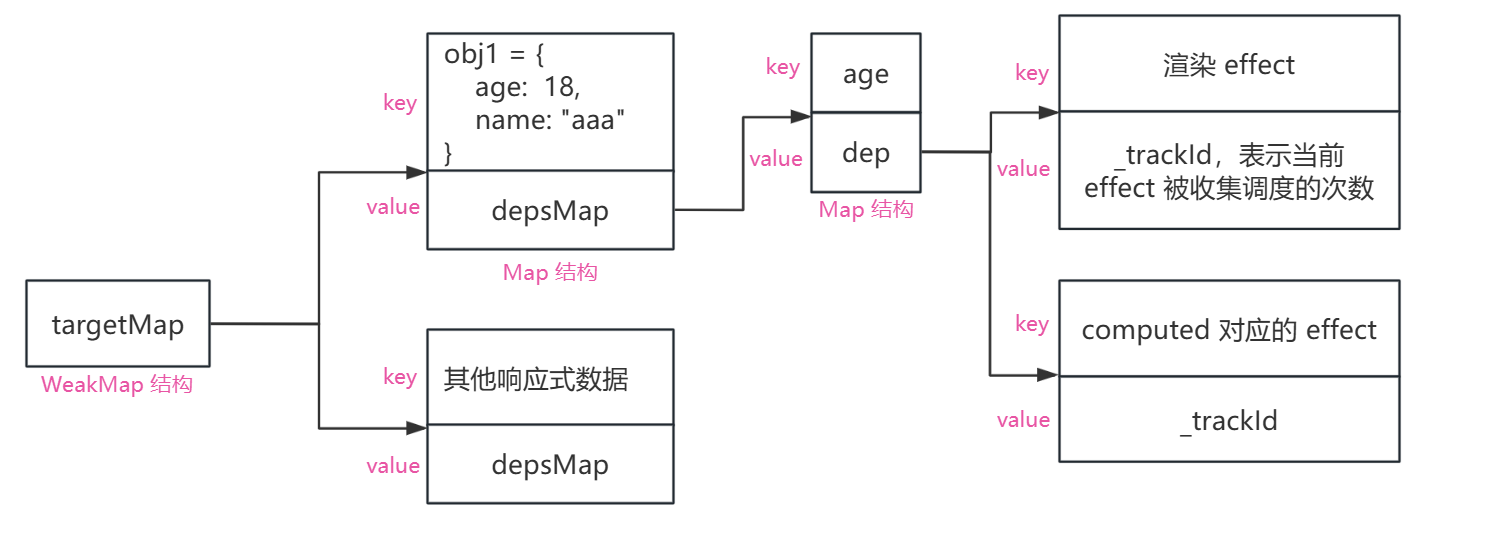 targetMap
WeakMap 结构
key
obj1 = {
age: 18,
name: "aaa"
}
value
depsMap
Map 结构
key
其他响应式数据
value
depsMap
key
age
value
dep
Map 结构
key
渲染 effect
value
_trackId，表示当前
effect 被收集调度的次数
key
computed 对应的 effect
value
_trackId